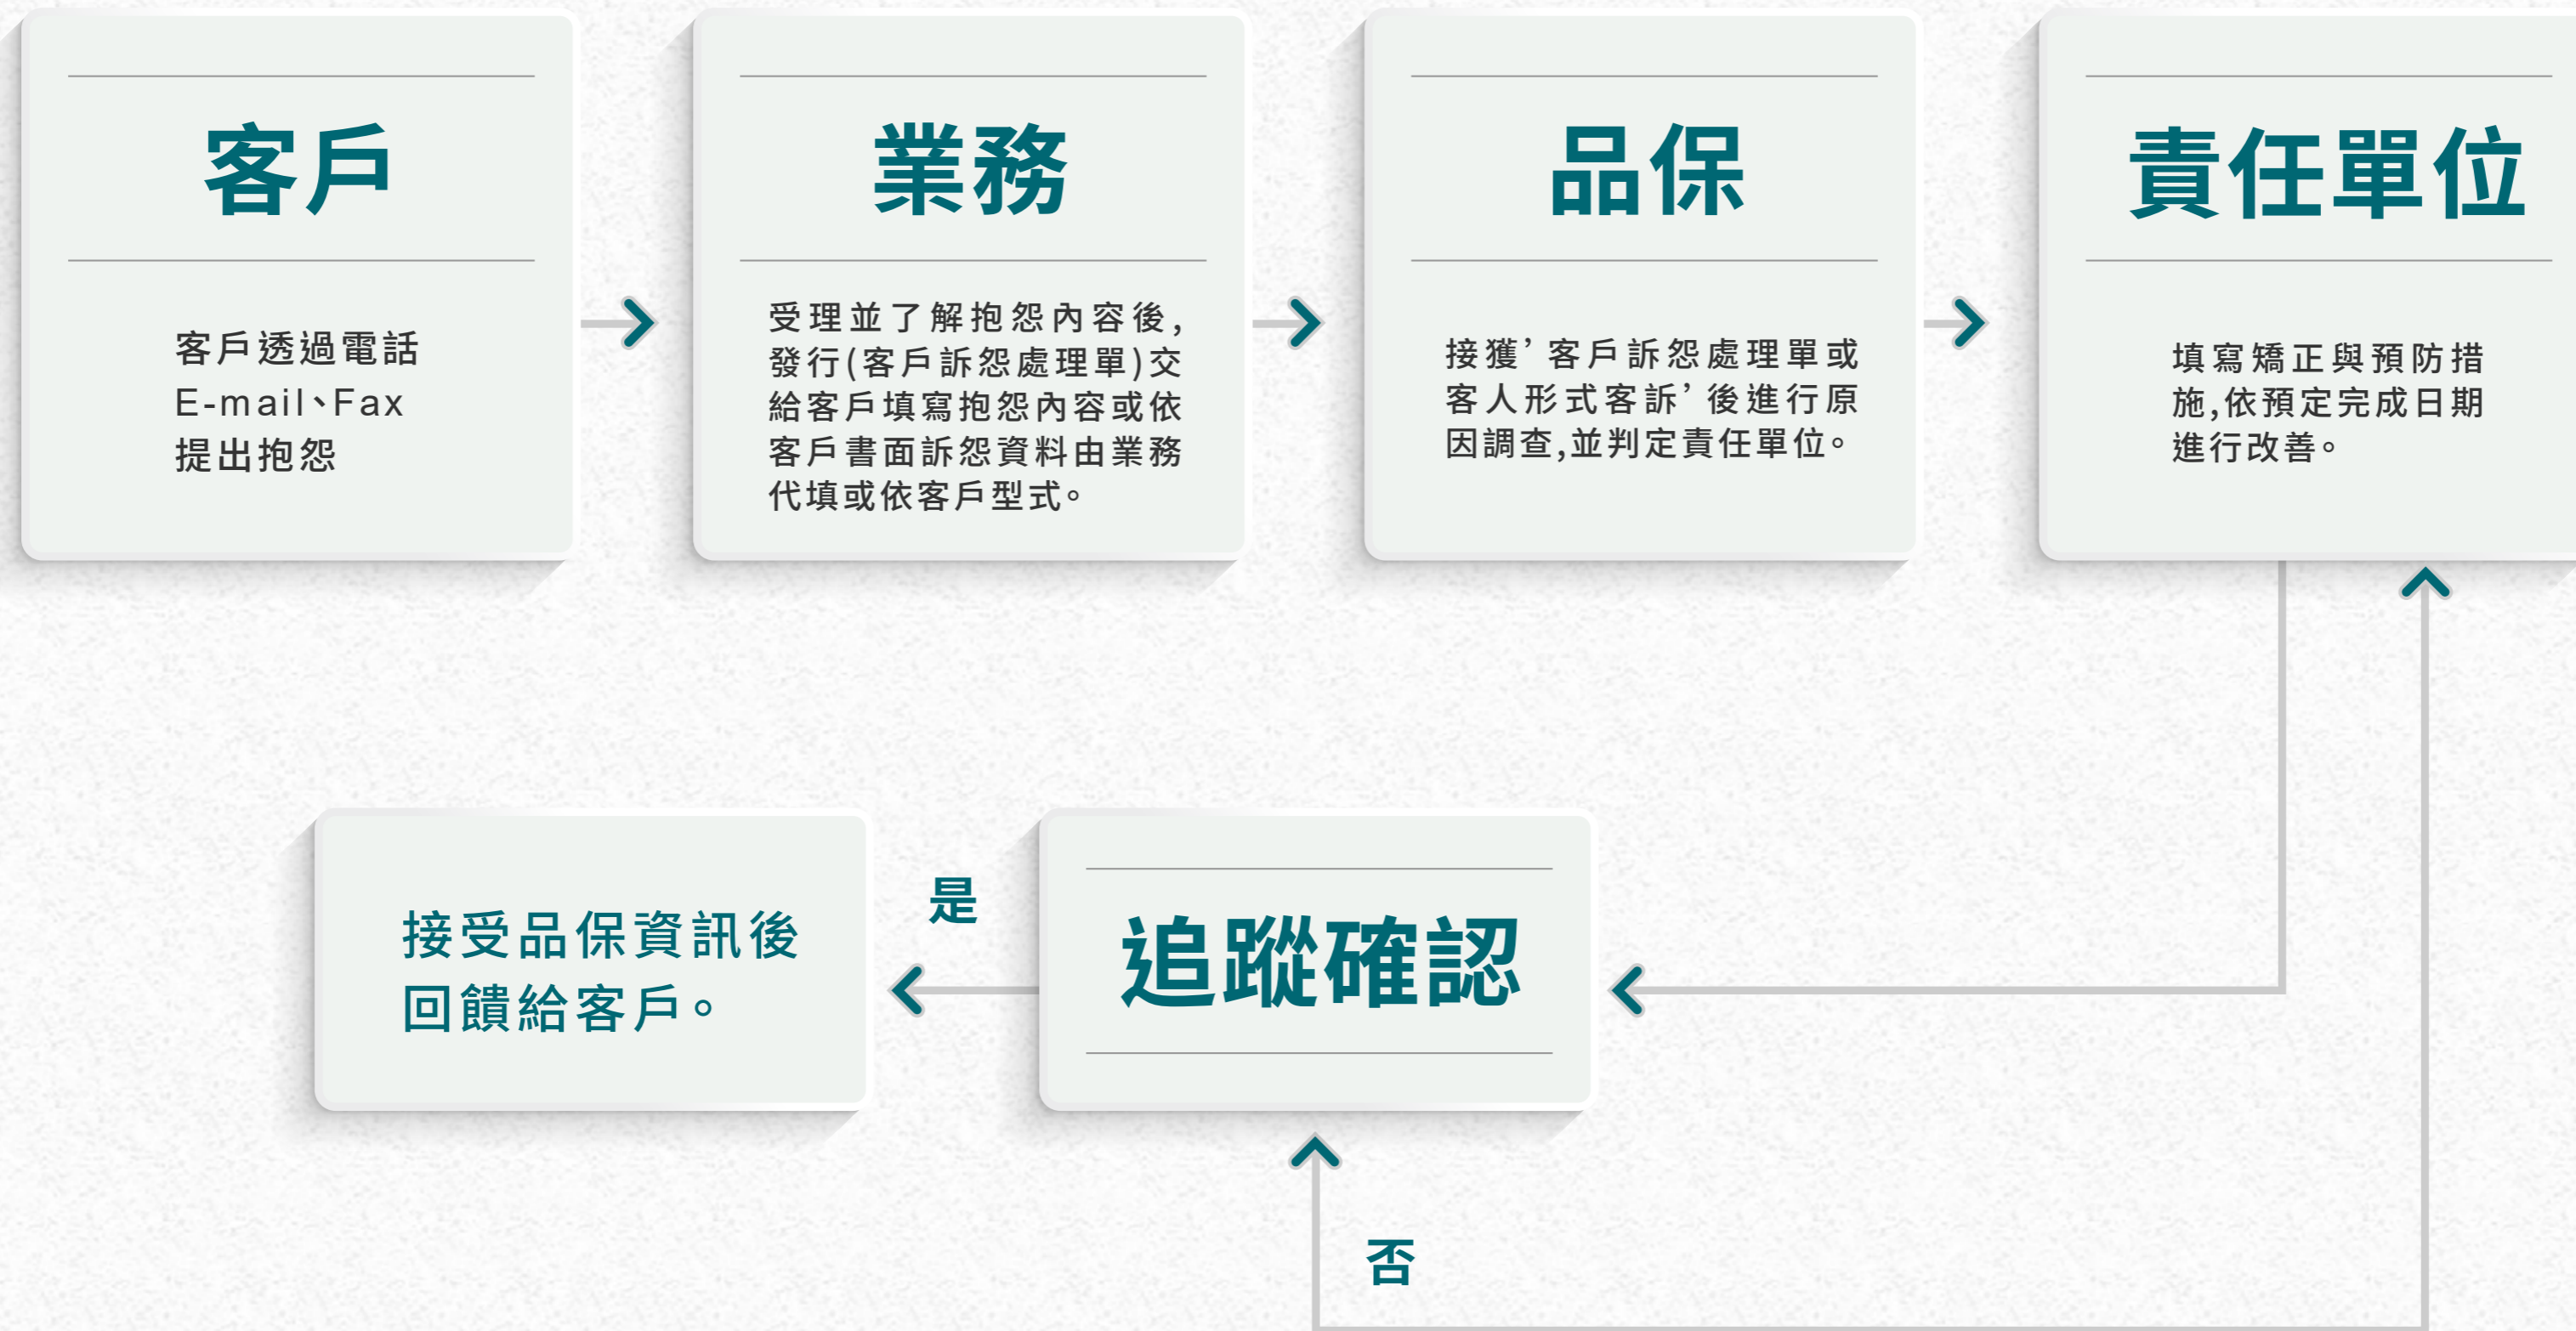 客戶
客戶透過電話
E-mail、Fax
提出抱怨
業務
受理並了解抱怨內容後,
發行(客戶訴怨處理單)交
給客戶填寫抱怨內容或依
客戶書面訴怨資料由業務
代填或依客戶型式。
品保
接獲’客戶訴怨處理單或
客人形式客訴’後進行原
因調查,並判定責任單位。
責任單位
填寫矯正與預防措
施,依預定完成日期
進行改善。
追蹤確認
是
接受品保資訊後
回饋給客戶。
否